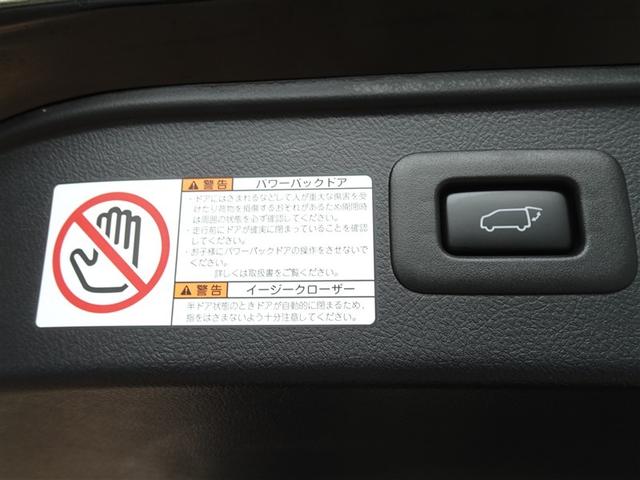 警告 パワーバックドア
・ドアにはさまれるなどして人が重大な傷害を受
けたり荷物を損傷するおそれがあるため開閉時
は周囲の状態を必ず確認してください。
・走行前にドアが確実に閉まっていることを確認
してください。
・お子様にパワーバックドアの操作をさせないで
ください。
詳しくは取扱書をご覧ください。
警告 イージークローザー
半ドア状態のときドアが自動的に閉まるため、
指をはさまないよう十分注意してください。